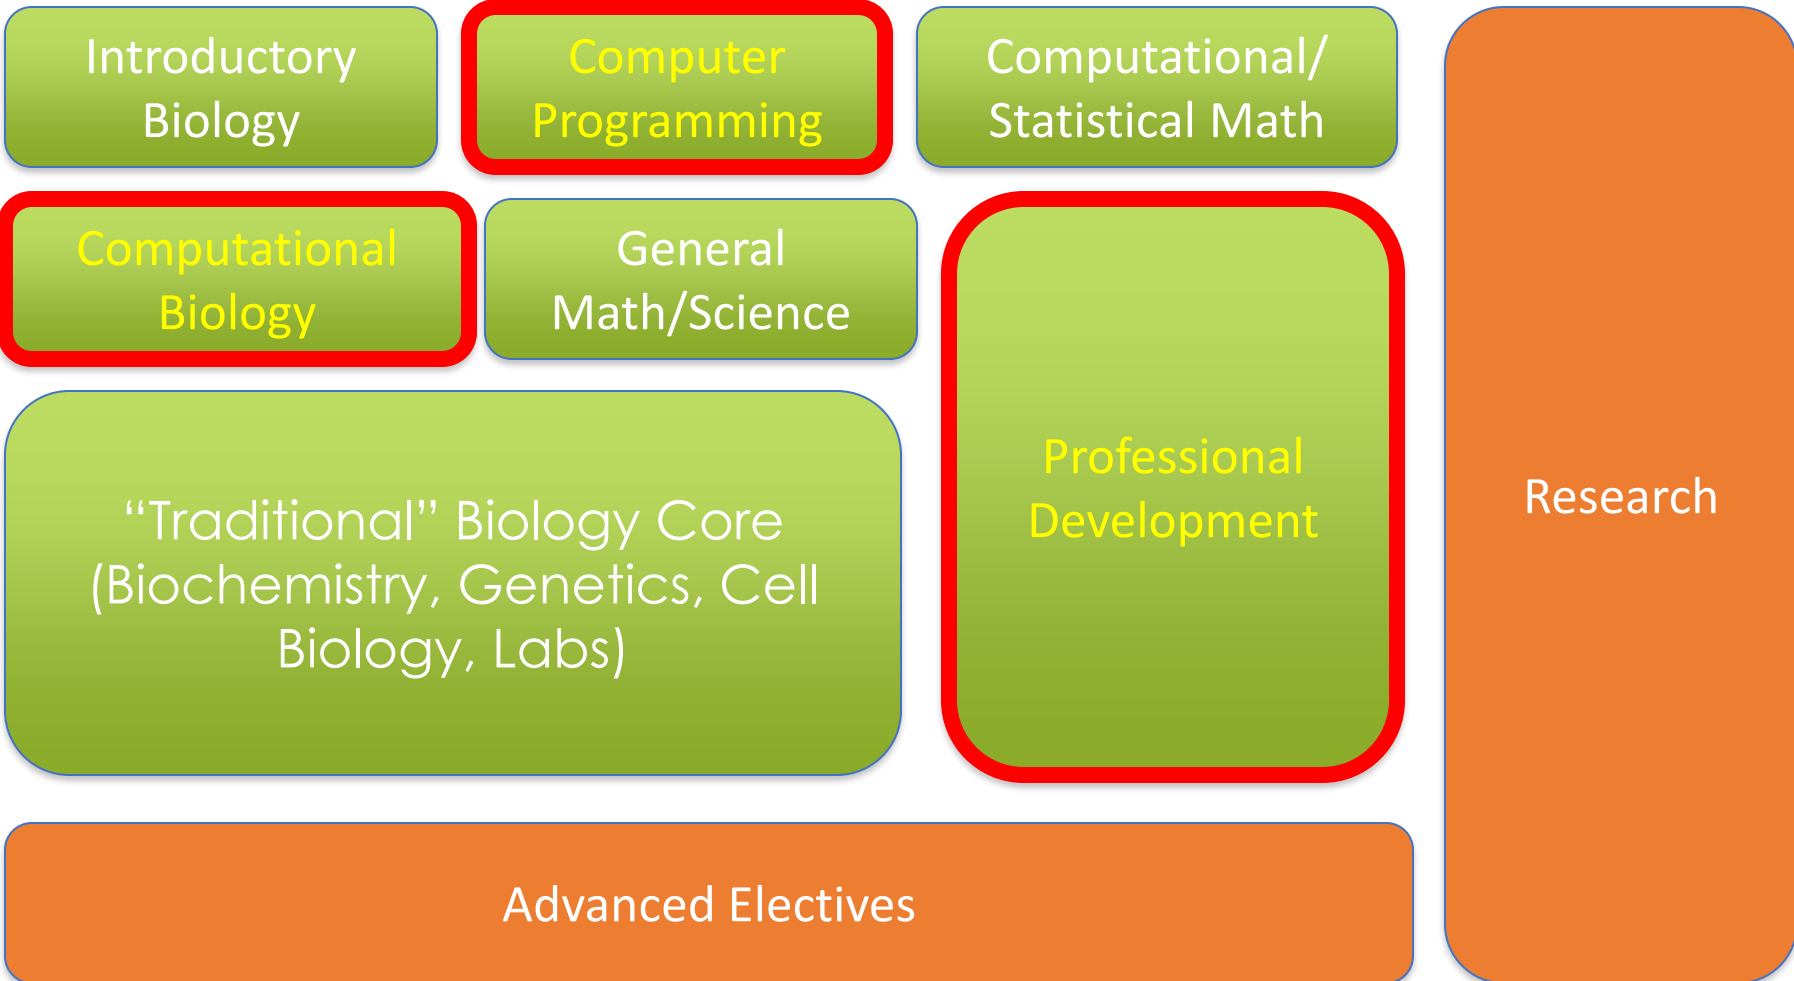 Introductory
Biology
Computer
Programming
Computational/
Statistical Math
Computational
Biology
General
Math/Science
Professional
Development
Research
“Traditional” Biology Core
(Biochemistry, Genetics, Cell
Biology, Labs)
Advanced Electives